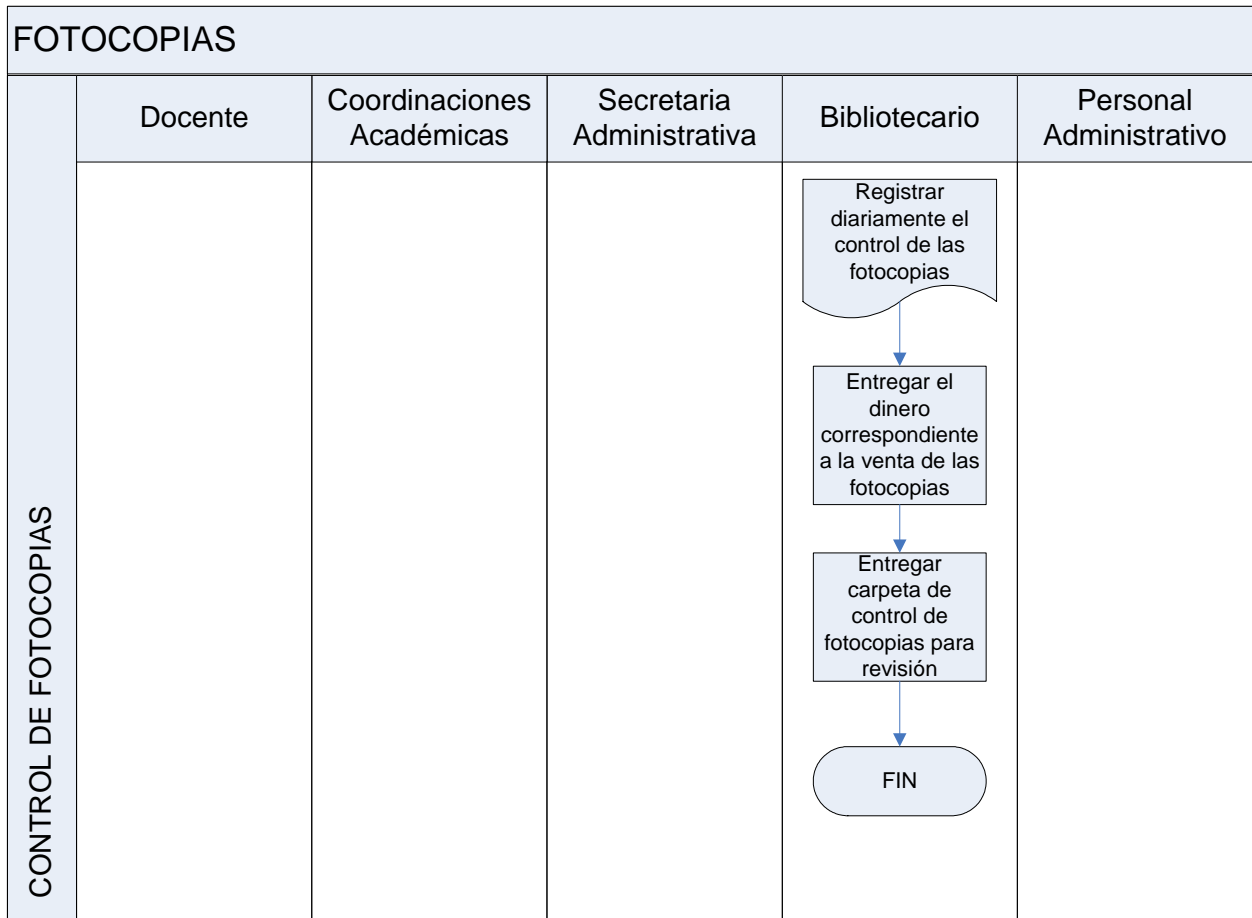 FOTOCOPIAS
Docente
Coordinaciones
Académicas
Secretaria
Administrativa
Bibliotecario
Personal
Administrativo
CONTROL DE FOTOCOPIAS
Registrar
diariamente el
control de las
fotocopias
Entregar el
dinero
correspondiente
a la venta de las
fotocopias
Entregar
carpeta de
control de
fotocopias para
revisión
FIN